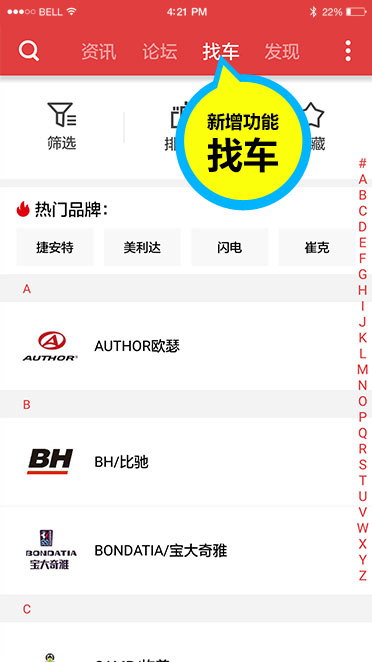 BELL 4:21 PM 22%
资讯 论坛 找车 发现
新增功能
找车
筛选 排 藏
热门品牌：
捷安特 美利达 闪电 崔克
A
AUTHOR AUTHOR欧瑟
B
BH BH/比驰
BONDATIA
宝大奇雅
BONDATIA/宝大奇雅
C
#
A
B
C
D
E
F
G
H
I
J
K
L
M
N
O
P
Q
R
S
T
U
V
W
X
Y
Z